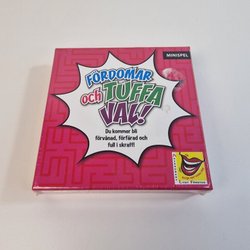 MINISPEL
FÖRDOMAR
och TUFFA
VAL!
Du kommer bli
förvånad, förfärad och
full i skratt!